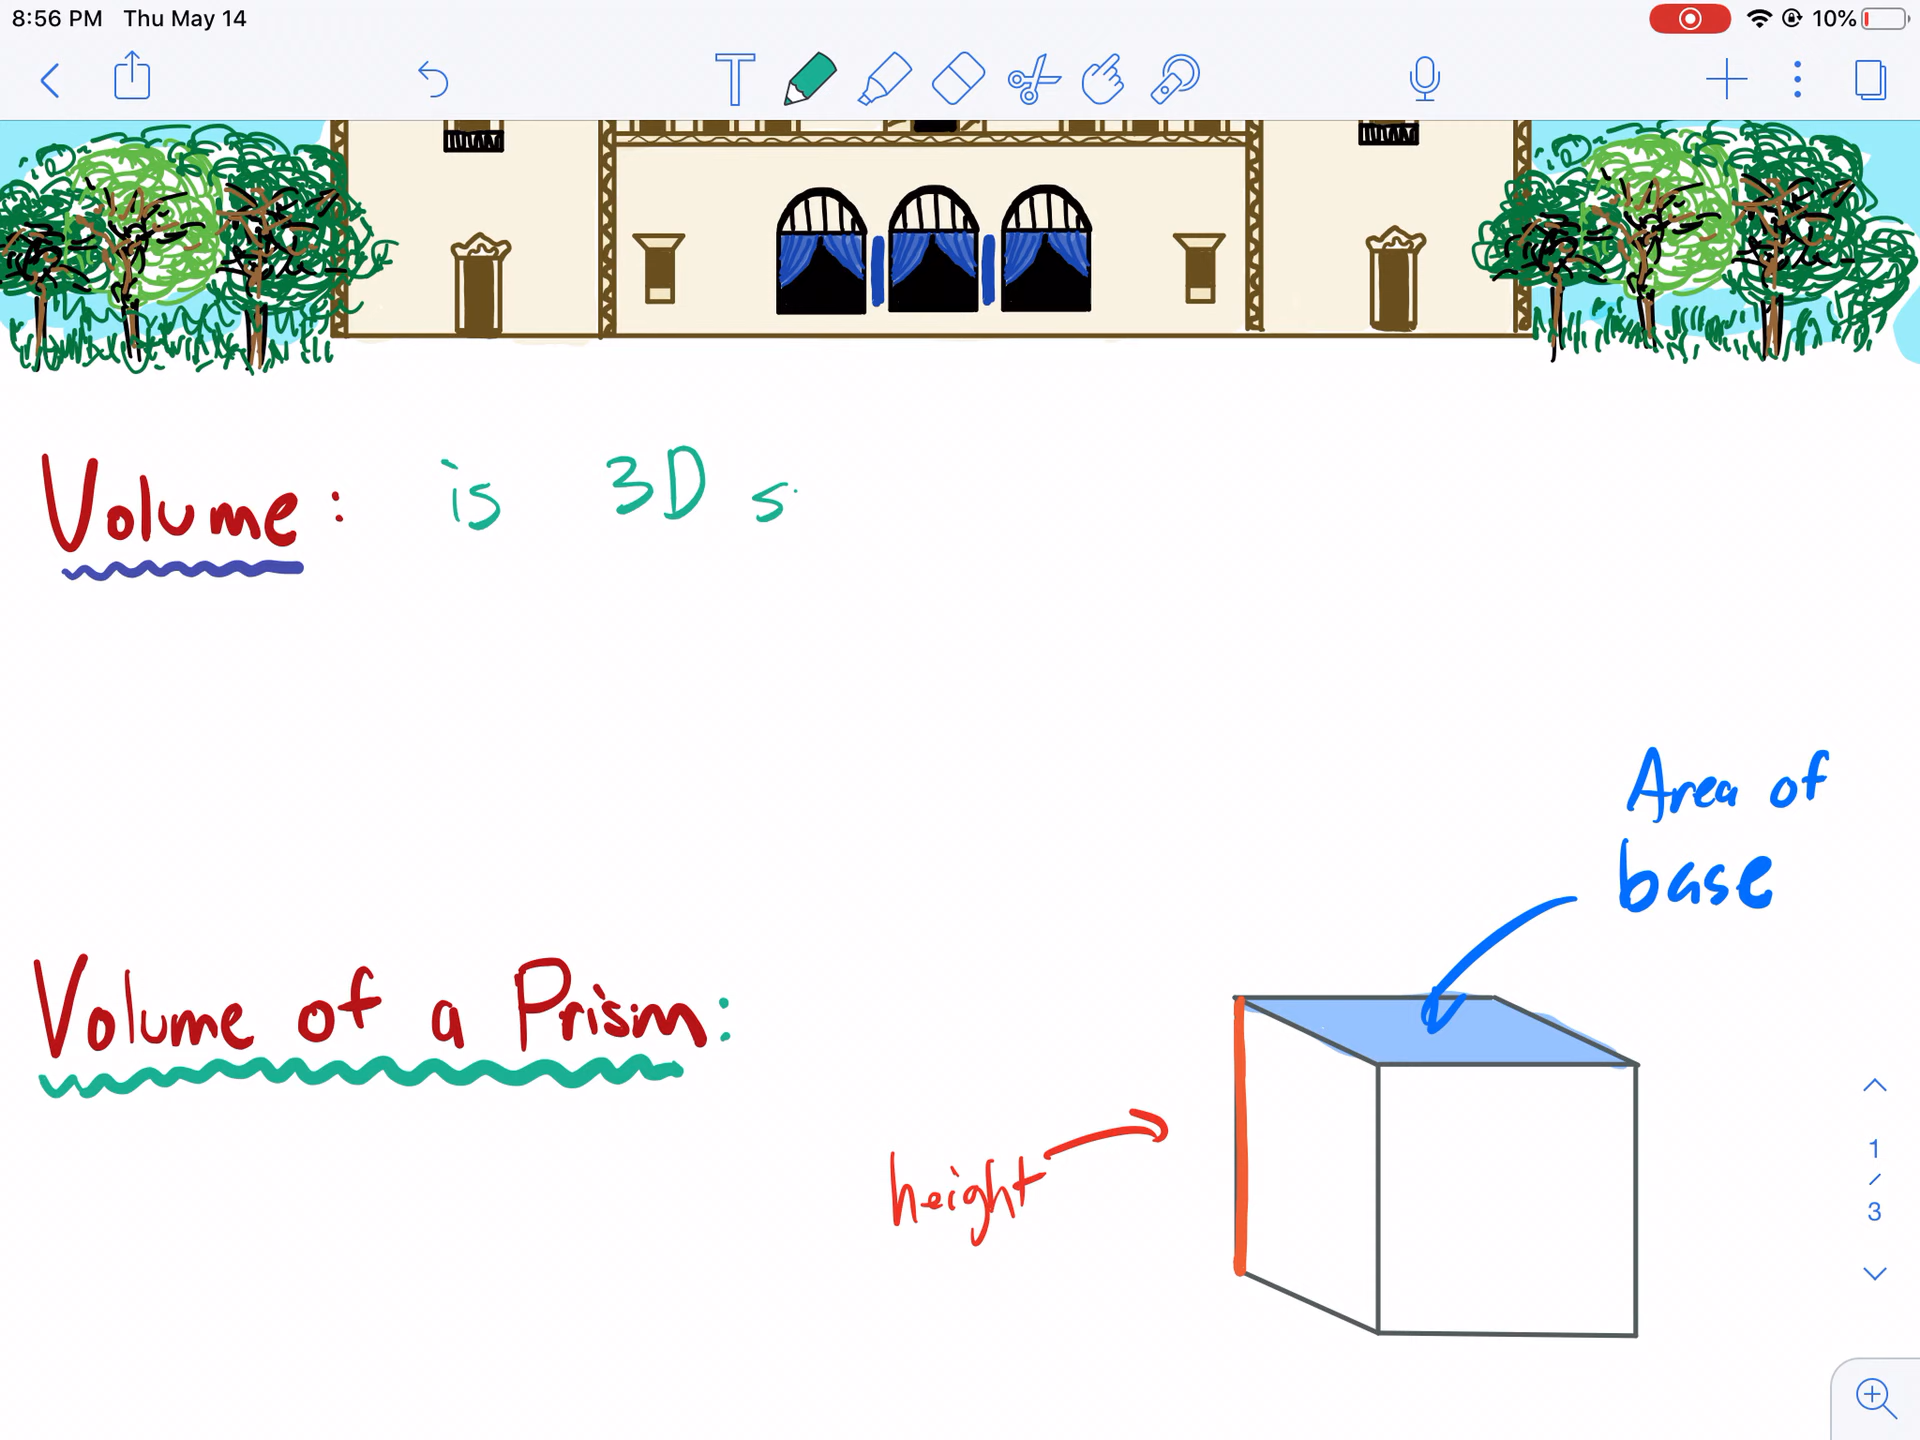 8:56 PM Thu May 14
10%
T
Volume: is 3D s
Area of
base
Volume of a Prism:
height
1
/
3